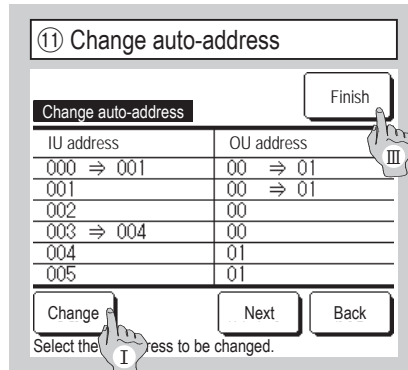 ⑪ Change auto-address
Finish
Change auto-address
Ⅲ
IU address OU address
000 ⇒ 001 00 ⇒ 01
001 00 ⇒ 01
002 00
003 ⇒ 004 00
004 01
005 01
Change Next Back
Select the ress to be changed.
Ⅰ